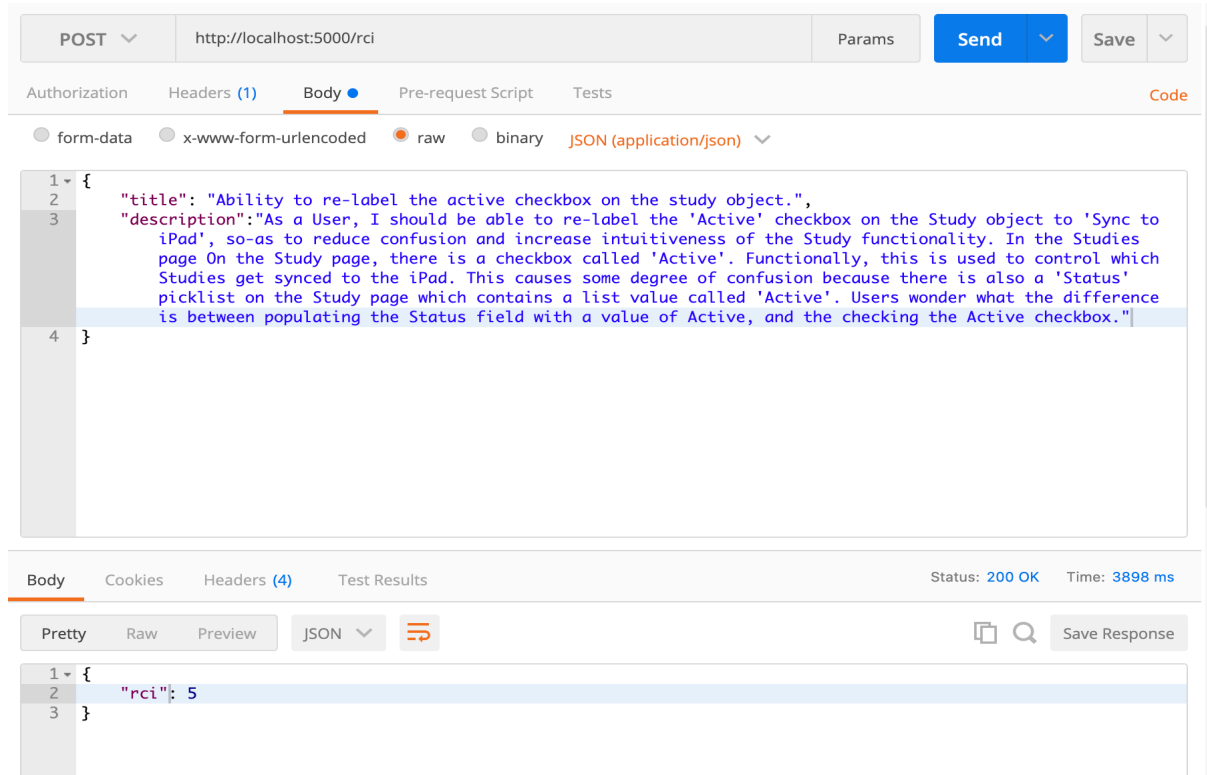 POST http://localhost:5000/rci Params Send Save
Authorization Headers (1) Body Pre-request Script Tests Code
form-data x-www-form-urlencoded raw binary JSON (application/json)
1 {
2 "title": "Ability to re-label the active checkbox on the study object.",
3 "description":"As a User, I should be able to re-label the 'Active' checkbox on the Study object to 'Sync to
iPad', so-as to reduce confusion and increase intuitiveness of the Study functionality. In the Studies
page On the Study page, there is a checkbox called 'Active'. Functionally, this is used to control which
Studies get synced to the iPad. This causes some degree of confusion because there is also a 'Status'
picklist on the Study page which contains a list value called 'Active'. Users wonder what the difference
is between populating the Status field with a value of Active, and the checking the Active checkbox."
4 }
Body Cookies Headers (4) Test Results Status: 200 OK Time: 3898 ms
Pretty Raw Preview JSON Save Response
1 {
2 "rci": 5
3 }